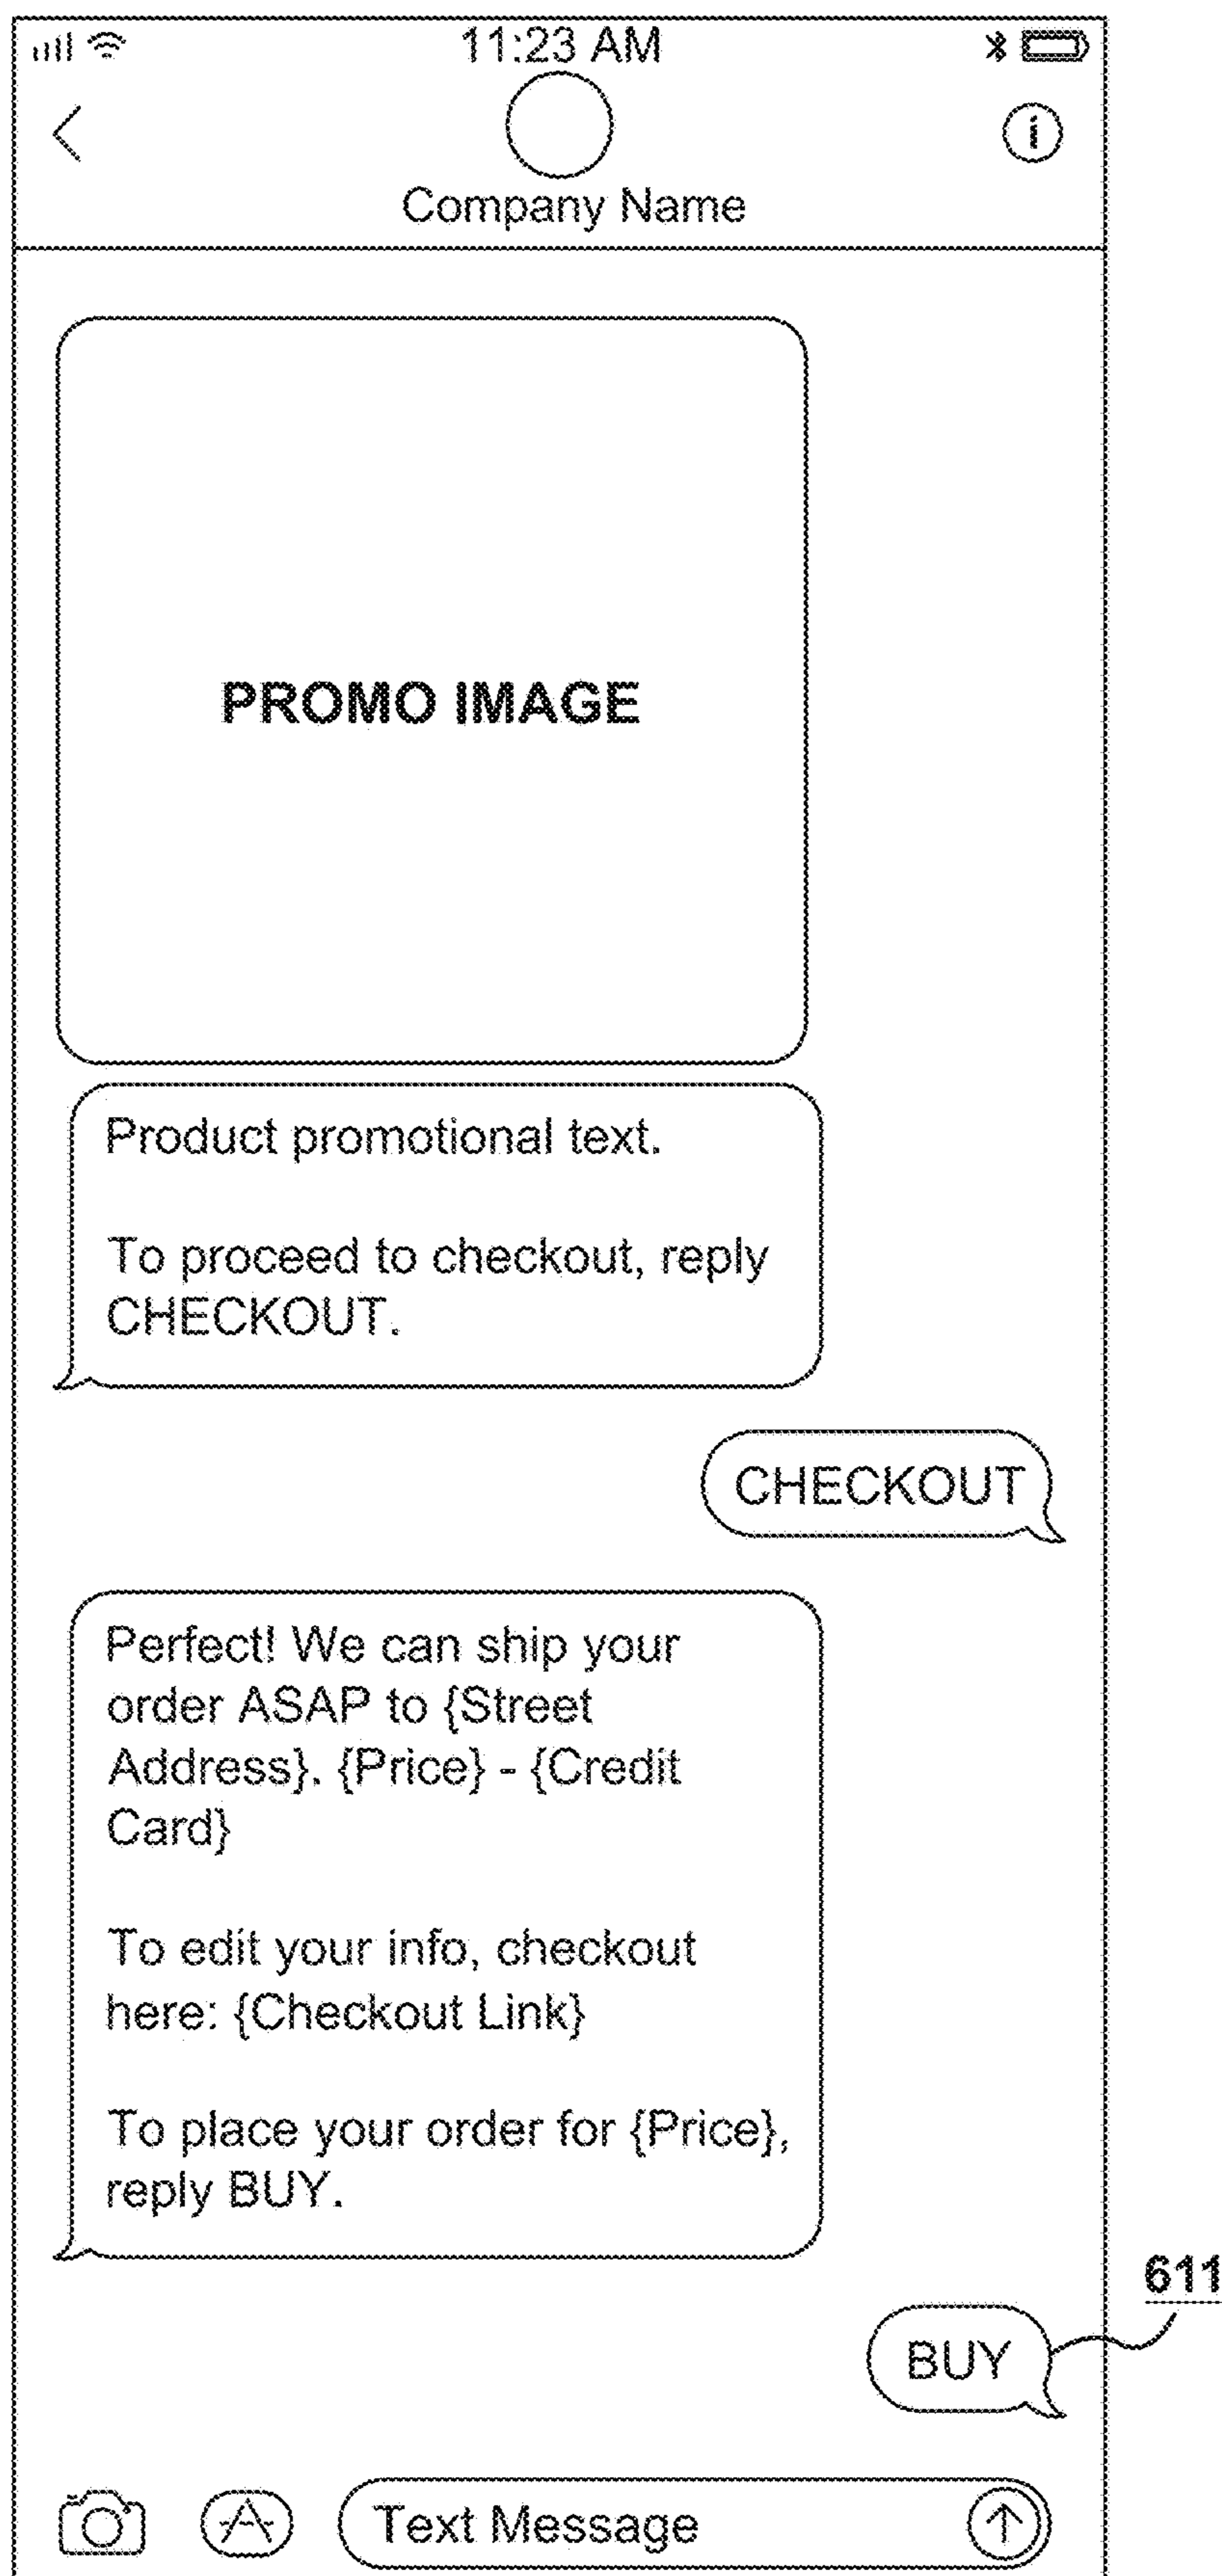 11:23 AM
i
Company Name
PROMO IMAGE
Product promotional text.
To proceed to checkout, reply
CHECKOUT.
CHECKOUT
Perfect! We can ship your
order ASAP to {Street
Address}. {Price} - {Credit
Card}
To edit your info, checkout
here: {Checkout Link}
To place your order for {Price},
reply BUY.
611
BUY
Text Message